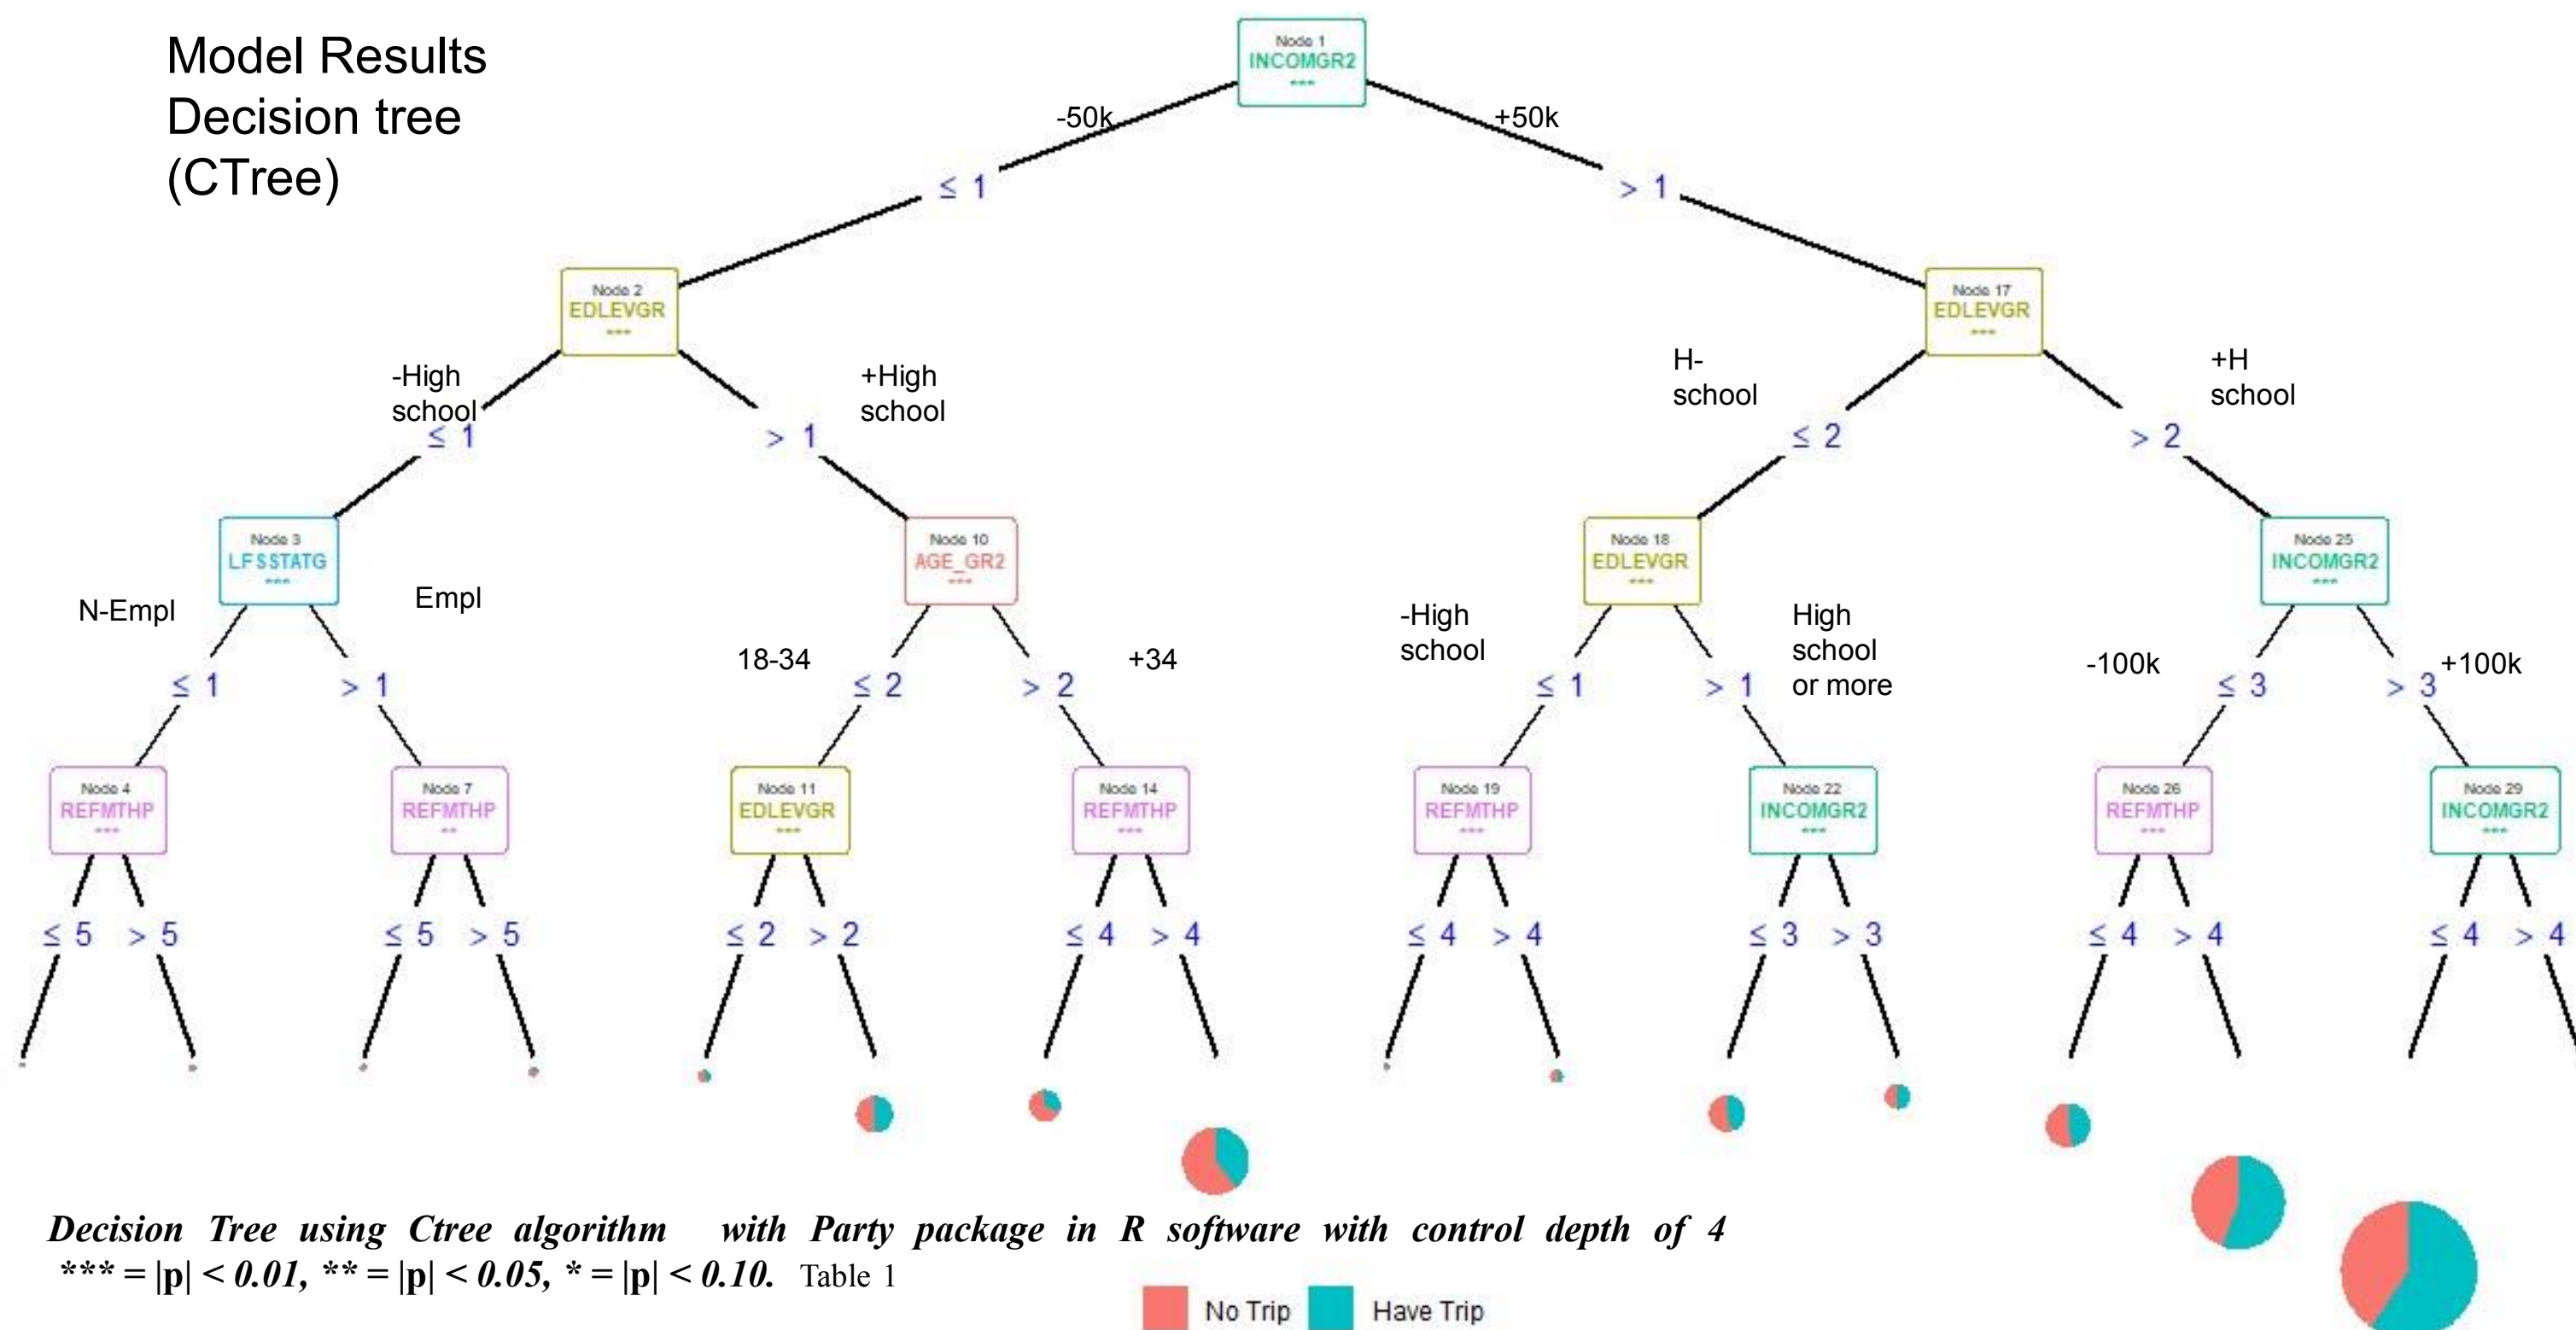 Model Results
Decision tree
(CTree)
Node 1
INCOMGR2
***
-50k
+50k
≤ 1
> 1
Node 2
EDLEVGR
***
Node 17
EDLEVGR
***
-High
school
≤ 1
+High
school
> 1
H-
school
≤ 2
+H
school
> 2
Node 3
LFSSTATG
***
Node 10
AGE_GR2
***
Node 18
EDLEVGR
***
Node 25
INCOMGR2
***
N-Empl
≤ 1
Empl
> 1
18-34
≤ 2
+34
> 2
-High
school
≤ 1
High
school
or more
> 1
-100k
≤ 3
+100k
> 3
Node 4
REFMTHP
***
Node 7
REFMTHP
**
Node 11
EDLEVGR
***
Node 14
REFMTHP
***
Node 19
REFMTHP
***
Node 22
INCOMGR2
***
Node 26
REFMTHP
***
Node 29
INCOMGR2
***
≤ 5 > 5
≤ 5 > 5
≤ 2 > 2
≤ 4 > 4
≤ 4 > 4
≤ 3 > 3
≤ 4 > 4
≤ 4 > 4
Decision Tree using Ctree algorithm with Party package in R software with control depth of 4
*** = |p| < 0.01, ** = |p| < 0.05, * = |p| < 0.10. Table 1
No Trip Have Trip